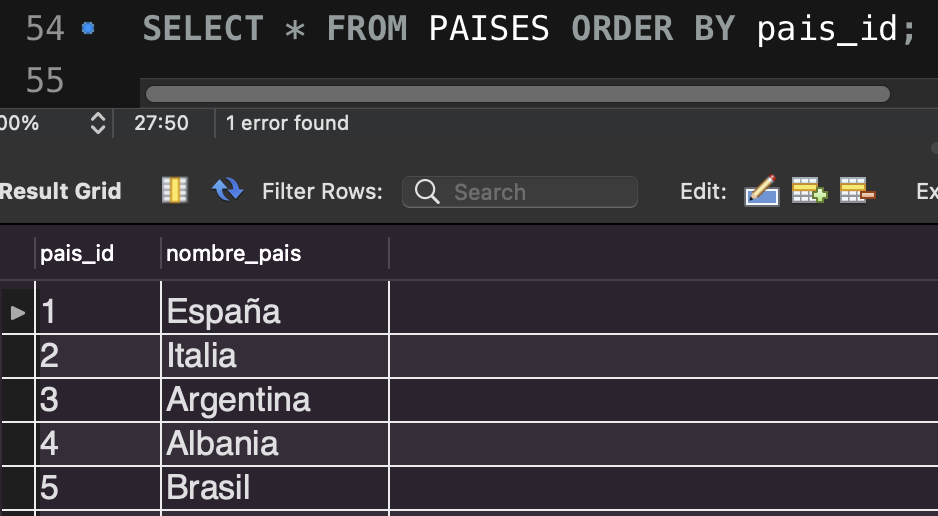 54 SELECT * FROM PAISES ORDER BY pais_id;
55
00% 27:50 1 error found
Result Grid Filter Rows: Search Edit: Ex
pais_id nombre_pais
1 España
2 Italia
3 Argentina
4 Albania
5 Brasil